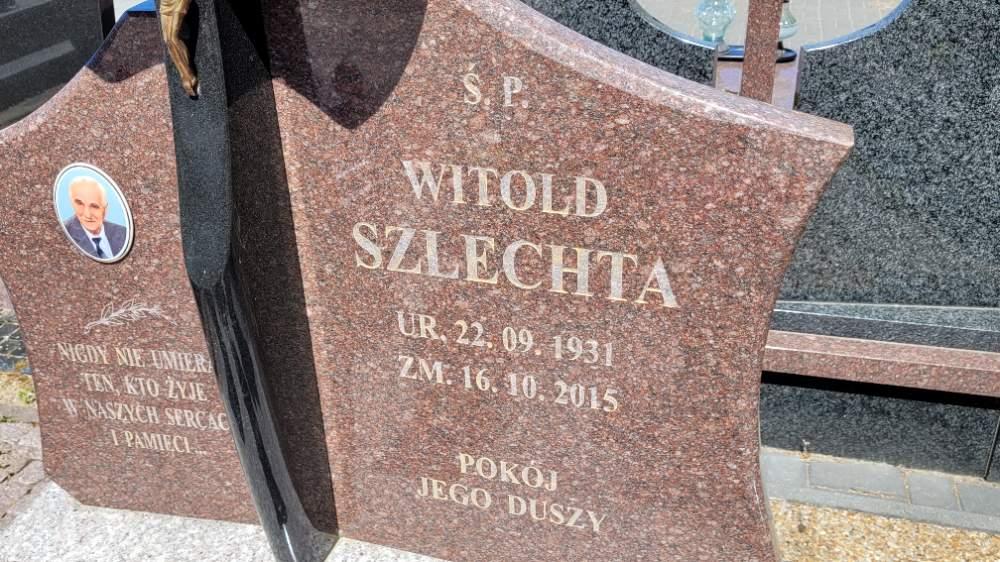 NIGDY NIE UMIERA
TEN, KTO ŻYJE
W NASZYCH SERCAC
I PAMIĘCI...
Ś. P.
WITOLD
SZLECHTA
UR. 22. 09. 1931
ZM. 16. 10. 2015
POKÓJ
JEGO DUSZY